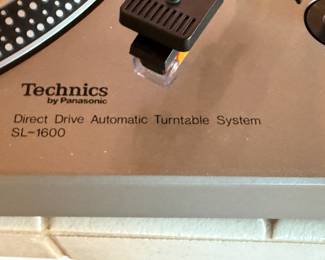 Technics
by Panasonic
Direct Drive Automatic Turntable System
SL-1600